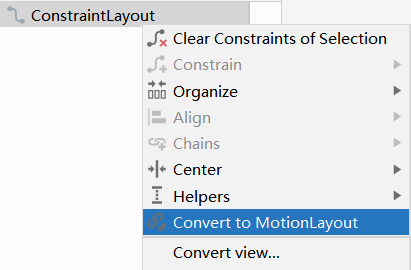 ConstraintLayout
Clear Constraints of Selection
Constrain
Organize
Align
Chains
Center
Helpers
Convert to MotionLayout
Convert view...